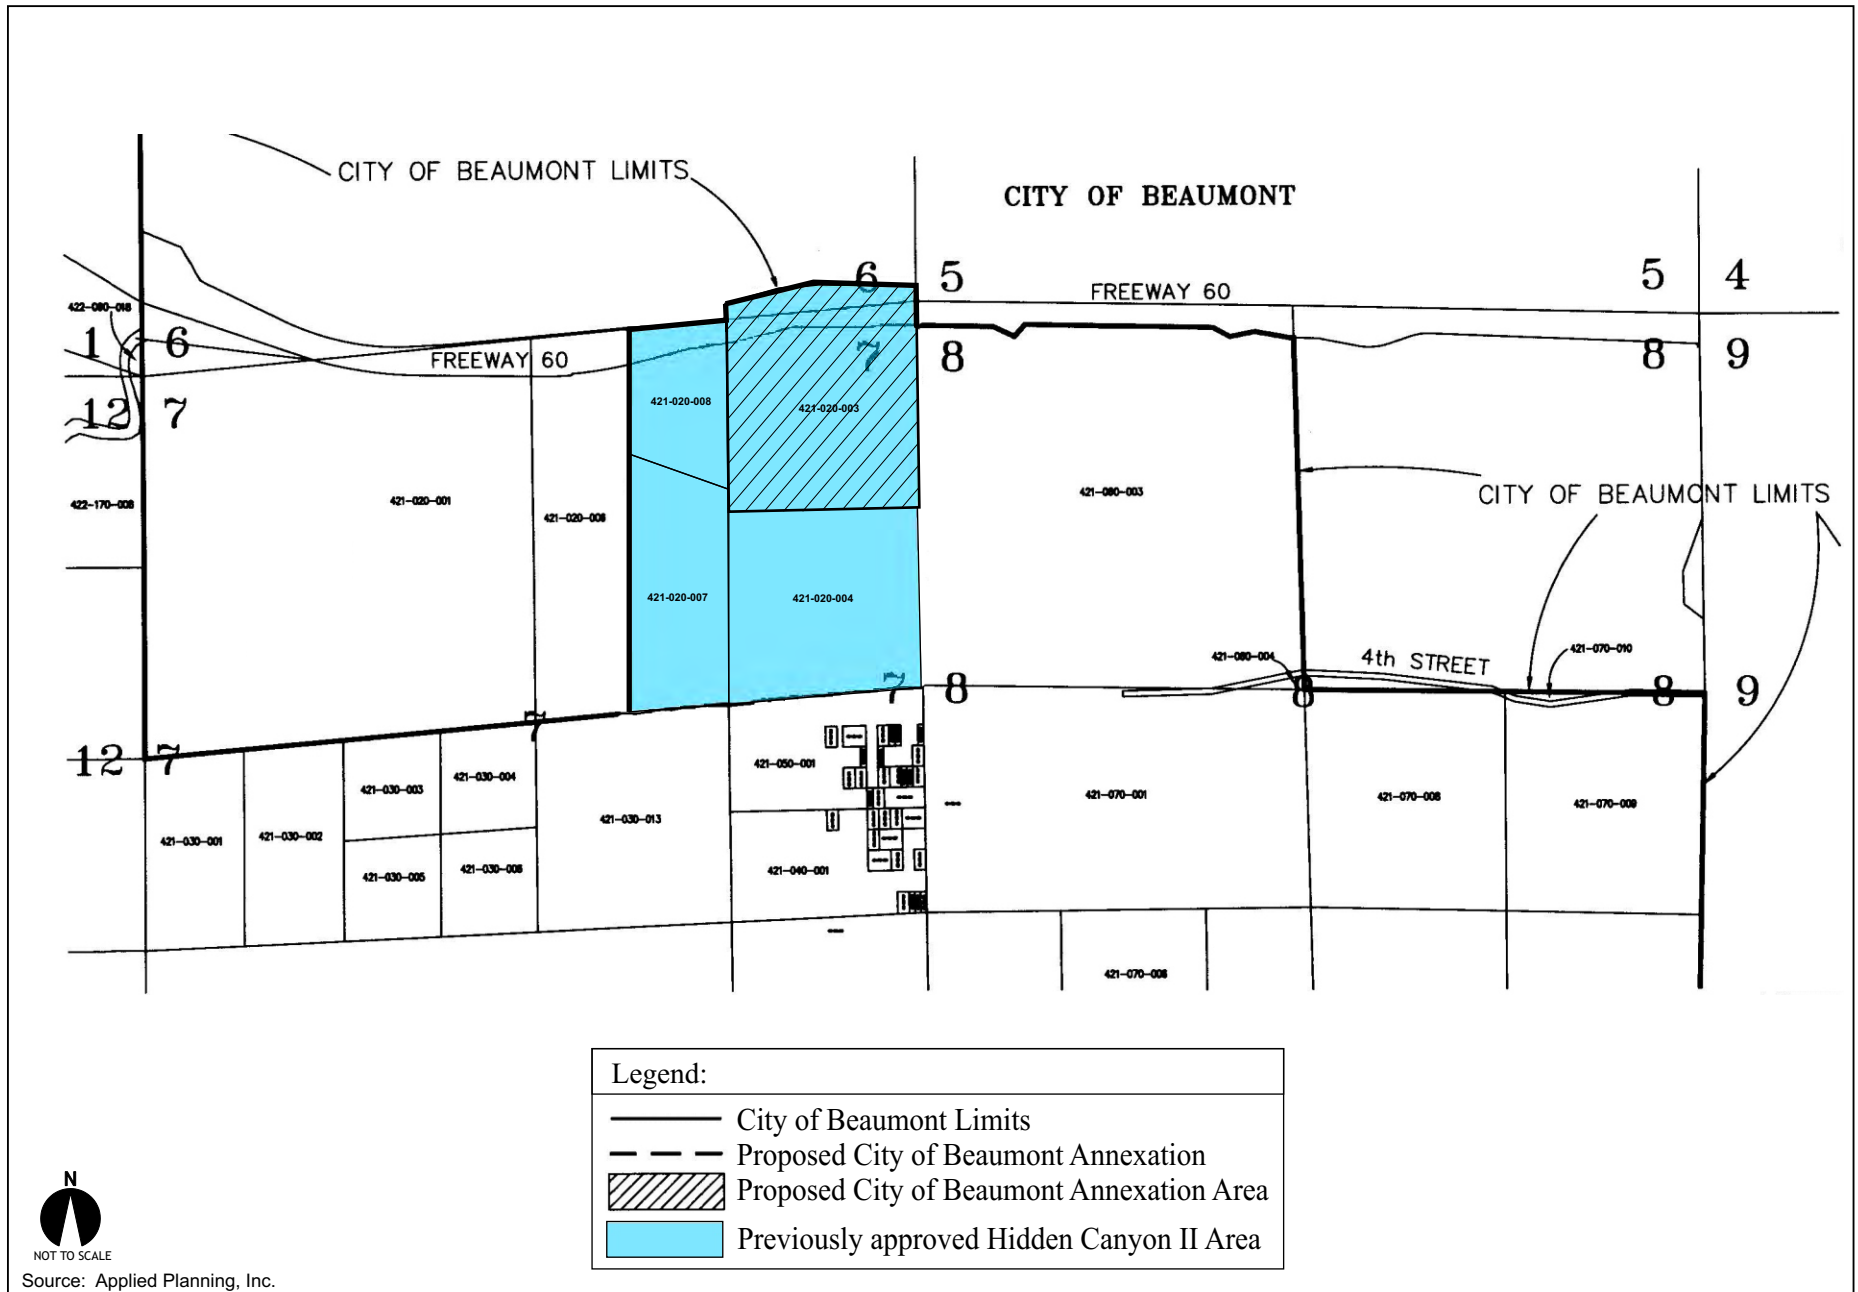 CITY OF BEAUMONT LIMITS
CITY OF BEAUMONT
6 5
5 4
FREEWAY 60
422-080-018
1 6
FREEWAY 60
7 8
8 9
12 7
421-020-008
421-020-003
422-170-008
421-020-001
421-020-006
421-080-003
CITY OF BEAUMONT LIMITS
421-020-007
421-020-004
421-080-004
4th STREET
421-070-010
7 8
8
8 9
7
12 7
421-050-001
421-030-003
421-030-004
421-070-001
421-070-008
421-070-009
421-030-001
421-030-002
421-030-013
421-030-005
421-030-006
421-040-001
421-070-006
Legend:
City of Beaumont Limits
Proposed City of Beaumont Annexation
Proposed City of Beaumont Annexation Area
Previously approved Hidden Canyon II Area
N
NOT TO SCALE
Source: Applied Planning, Inc.